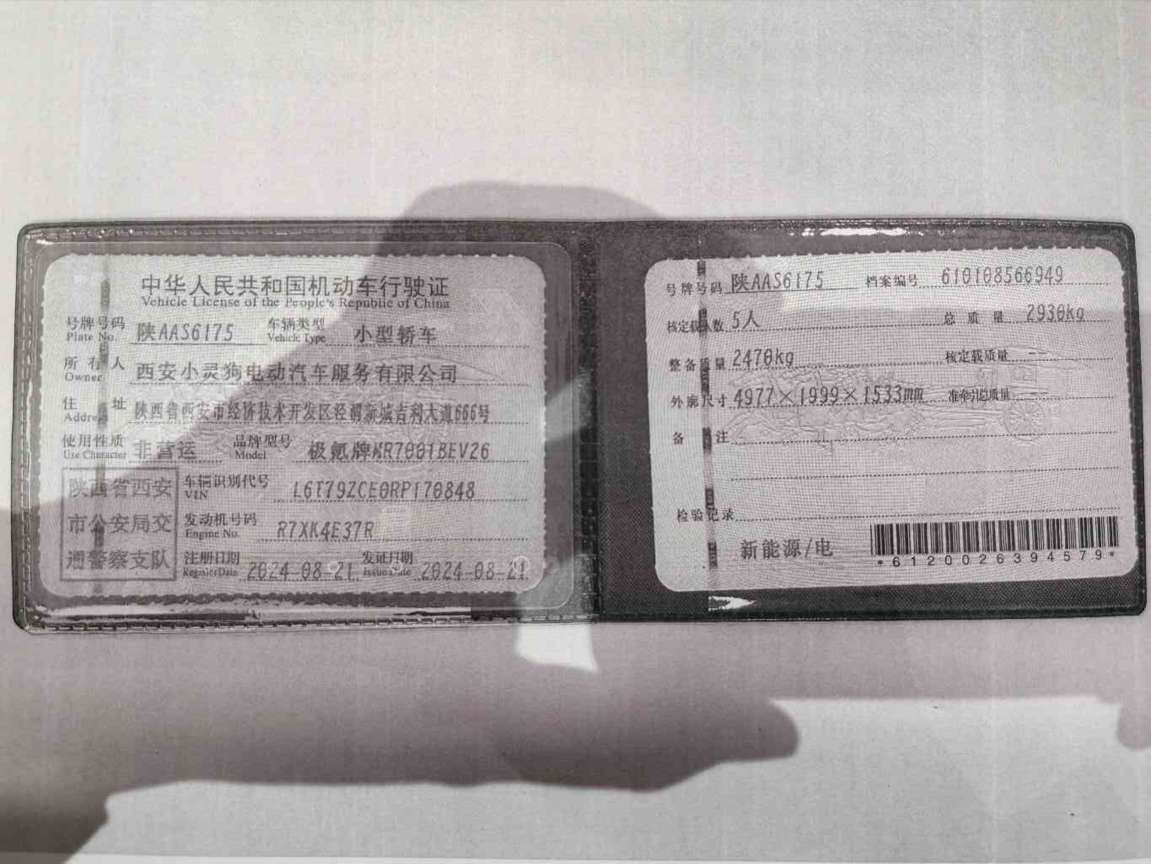 中华人民共和国机动车行驶证
Vehicle License of the People's Republic of China
号牌号码 陕AAS6175 车辆类型 小型轿车
Plate No. Vehicle Type
所有人 西安小灵狗电动汽车服务有限公司
Owner
住址 陕西省西安市经济技术开发区泾渭新城吉利大道666号
Address
使用性质 非营运 品牌型号 极氪牌MR7001BEV26
Use Character Model
陕西省西安
市公安局交
通警察支队
车辆识别代号 L6T79ZCE0RP170848
VIN
发动机号码 R7XK4E37R
Engine No.
注册日期 2024-08-21 发证日期 2024-08-21
Register Date Issue Date
号牌号码 陕AAS6175 档案编号 610108566949
核定载人数 5人 总质量 2930kg
整备质量 2470kg 核定载质量 --
外廓尺寸 4977×1999×1533mm 准牵引总质量 --
备注
检验记录
新能源/电
*6120026394579*